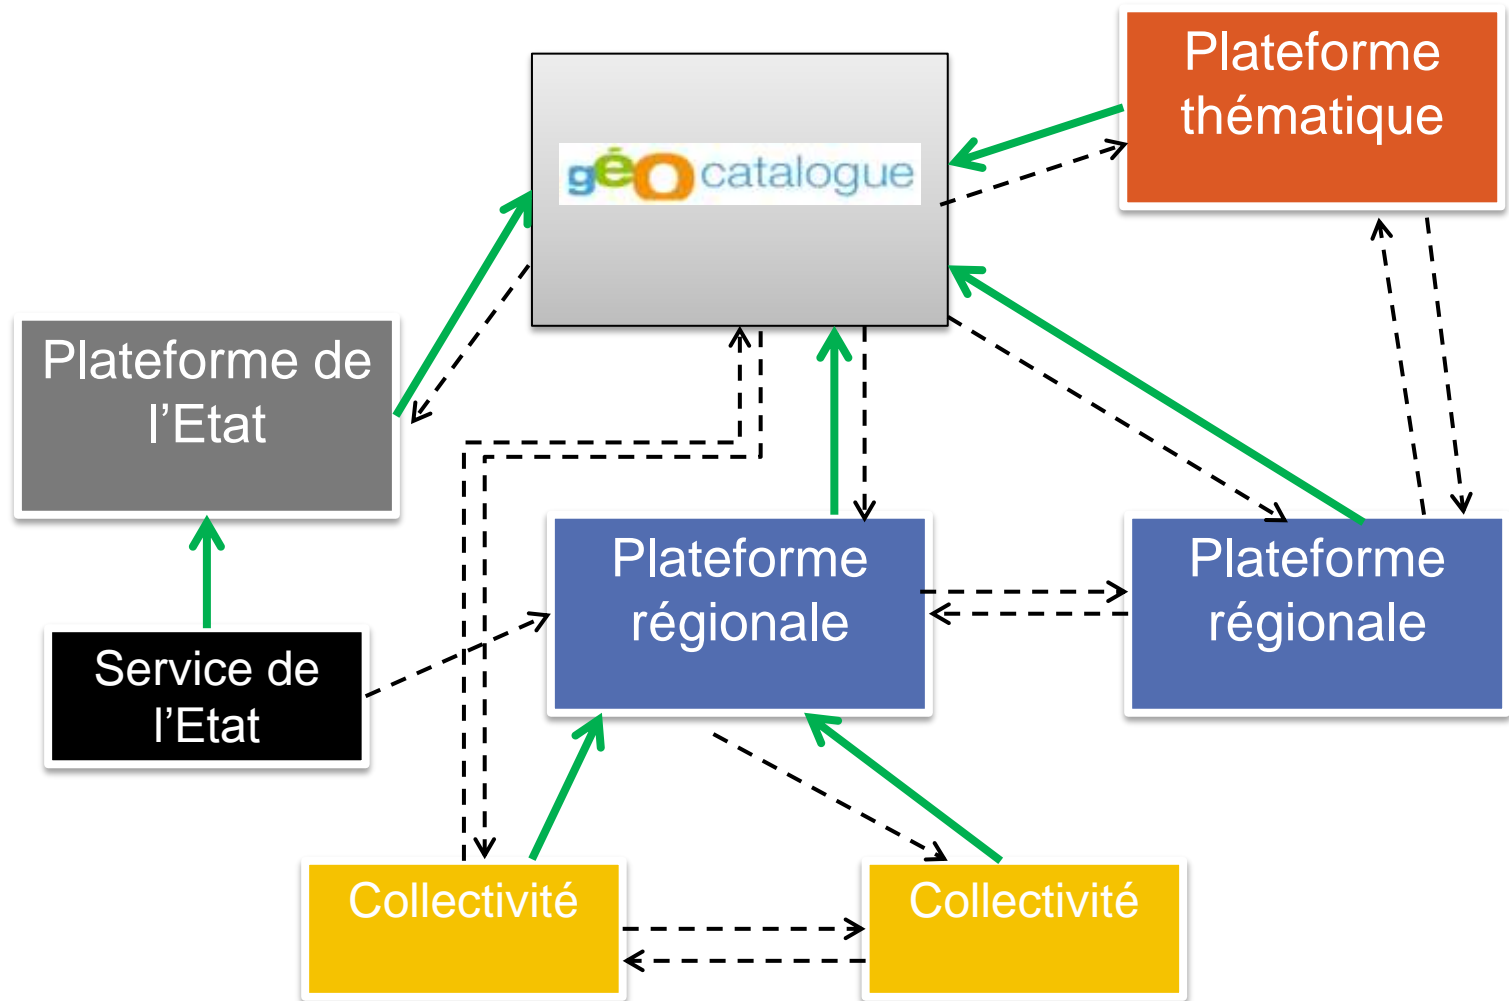 Plateforme
thématique
géocatalogue
Plateforme de
l’Etat
Plateforme
régionale
Plateforme
régionale
Service de
l’Etat
Collectivité
Collectivité